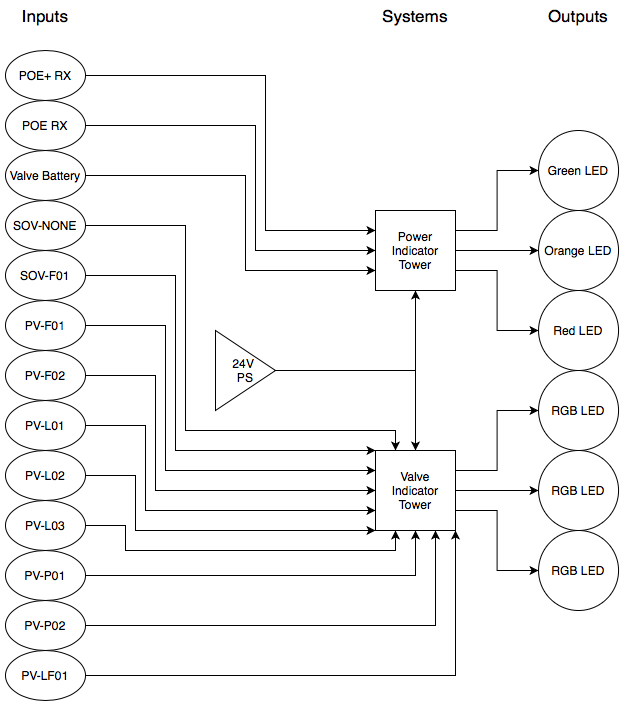 Inputs
Systems
Outputs
POE+ RX
POE RX
Valve Battery
SOV-NONE
SOV-F01
PV-F01
PV-F02
PV-L01
PV-L02
PV-L03
PV-P01
PV-P02
PV-LF01
Power
Indicator
Tower
24V
PS
Valve
Indicator
Tower
Green LED
Orange LED
Red LED
RGB LED
RGB LED
RGB LED